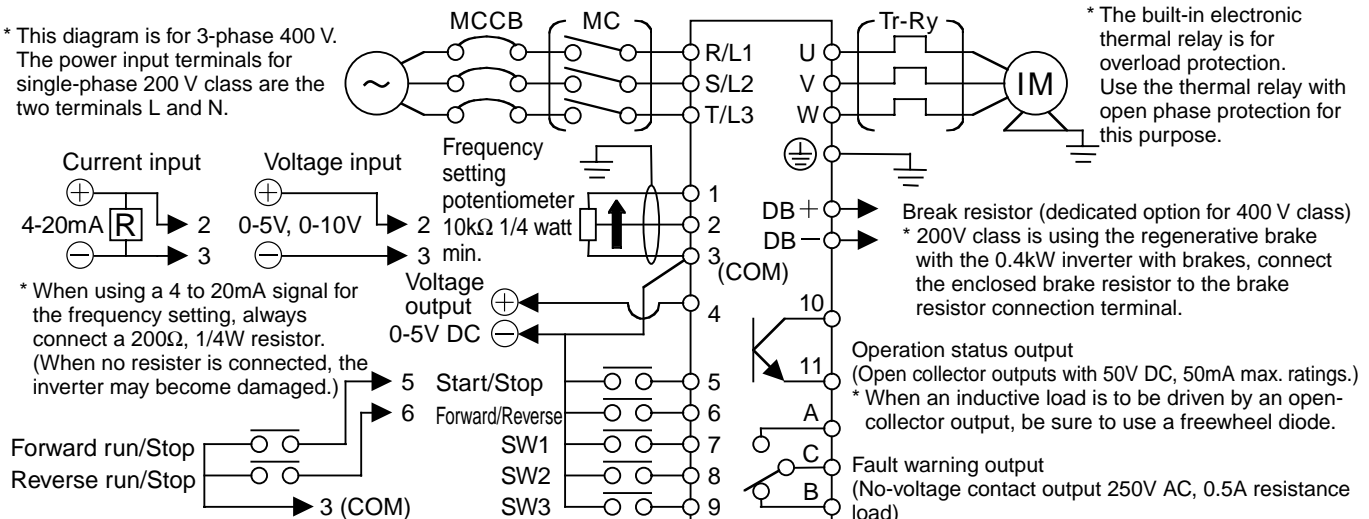 * This diagram is for 3-phase 400 V.
The power input terminals for
single-phase 200 V class are the
two terminals L and N.
MCCB
MC
R/L1
S/L2
T/L3
U
V
W
Tr-Ry
IM
* The built-in electronic
thermal relay is for
overload protection.
Use the thermal relay with
open phase protection for
this purpose.
Current input
+
4-20mA R
2
−
3
Voltage input
+
0-5V, 0-10V
2
−
3
Frequency
setting
potentiometer
10kΩ 1/4 watt
min.
1
2
3
(COM)
DB+
DB−
Break resistor (dedicated option for 400 V class)
* 200V class is using the regenerative brake
with the 0.4kW inverter with brakes, connect
the enclosed brake resistor to the brake
resistor connection terminal.
* When using a 4 to 20mA signal for
the frequency setting, always
connect a 200Ω, 1/4W resistor.
(When no resister is connected, the
inverter may become damaged.)
Voltage
output +
0-5V DC −
4
10
11
Operation status output
(Open collector outputs with 50V DC, 50mA max. ratings.)
* When an inductive load is to be driven by an open-
collector output, be sure to use a freewheel diode.
5
6
Start/Stop
5
Forward/Reverse
6
SW1
7
SW2
8
SW3
9
Forward run/Stop
Reverse run/Stop
3 (COM)
A
C
B
Fault warning output
(No-voltage contact output 250V AC, 0.5A resistance
load)